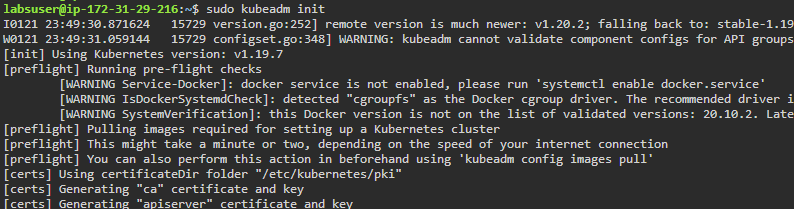 labsuser@ip-172-31-29-216:~$ sudo kubeadm init
I0121 23:49:30.871624   15729 version.go:252] remote version is much newer: v1.20.2; falling back to: stable-1.19
W0121 23:49:31.059144   15729 configset.go:348] WARNING: kubeadm cannot validate component configs for API groups
[init] Using Kubernetes version: v1.19.7
[preflight] Running pre-flight checks
        [WARNING Service-Docker]: docker service is not enabled, please run 'systemctl enable docker.service'
        [WARNING IsDockerSystemdCheck]: detected "cgroupfs" as the Docker cgroup driver. The recommended driver i
        [WARNING SystemVerification]: this Docker version is not on the list of validated versions: 20.10.2. Late
[preflight] Pulling images required for setting up a Kubernetes cluster
[preflight] This might take a minute or two, depending on the speed of your internet connection
[preflight] You can also perform this action in beforehand using 'kubeadm config images pull'
[certs] Using certificateDir folder "/etc/kubernetes/pki"
[certs] Generating "ca" certificate and key
[certs] Generating "apiserver" certificate and key